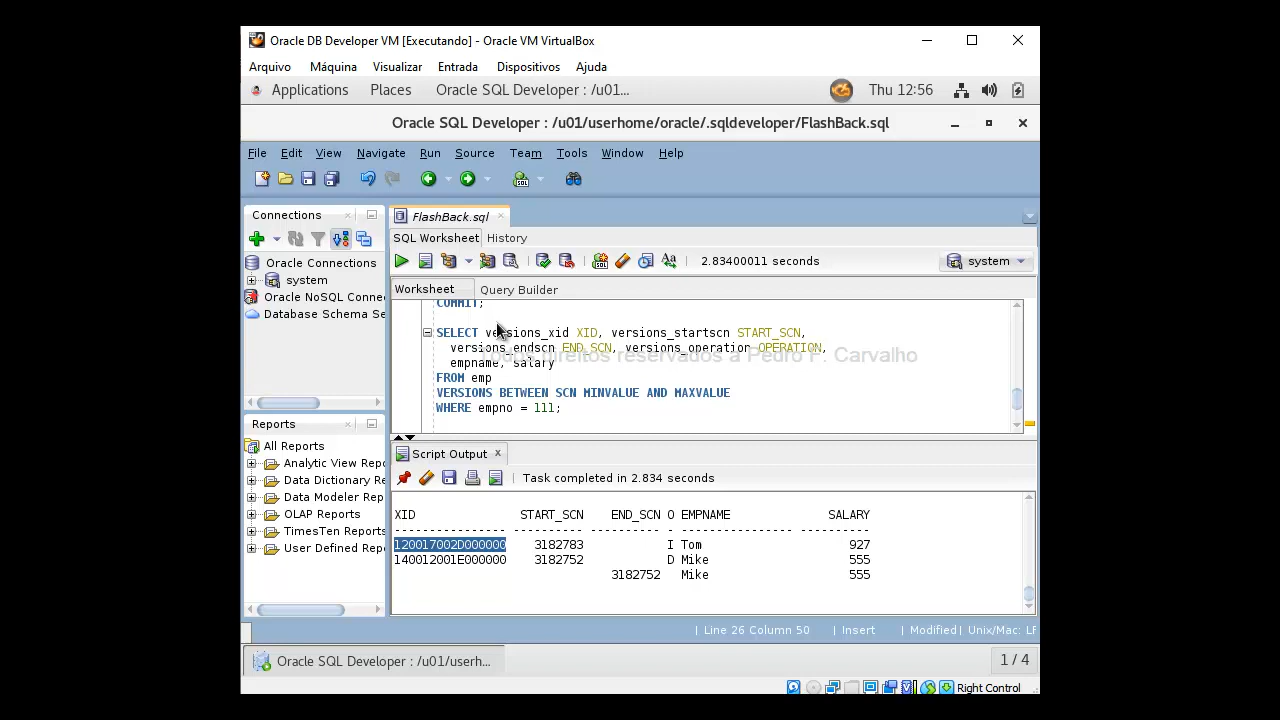 Oracle DB Developer VM [Executando] - Oracle VM VirtualBox
Arquivo Máquina Visualizar Entrada Dispositivos Ajuda
Applications Places Oracle SQL Developer : /u01... Thu 12:56
Oracle SQL Developer : /u01/userhome/oracle/.sqldeveloper/FlashBack.sql
File Edit View Navigate Run Source Team Tools Window Help
Connections
Oracle Connections
system
Oracle NoSQL Conne
Database Schema Se
Reports
All Reports
Analytic View Repo
Data Dictionary Re
Data Modeler Rep
OLAP Reports
TimesTen Reports
User Defined Repo
FlashBack.sql
SQL Worksheet History
2.83400011 seconds
system
Worksheet Query Builder
COMMIT;
SELECT versions_xid XID, versions_startscn START_SCN,
versions_endscn END_SCN, versions_operation OPERATION,
direitos reservados a Pedro F. Carvalho
empname, salary
FROM emp
VERSIONS BETWEEN SCN MINVALUE AND MAXVALUE
WHERE empno = 111;
Script Output
Task completed in 2.834 seconds
XID START_SCN END_SCN O EMPNAME SALARY
---------------- ---------- ---------- - ---------------- ----------
120017002D000000 3182783 I Tom 927
140012001E000000 3182752 D Mike 555
3182752 Mike 555
Line 26 Column 50 Insert Modified Unix/Mac: LF
Oracle SQL Developer : /u01/userh...
1 / 4
Right Control